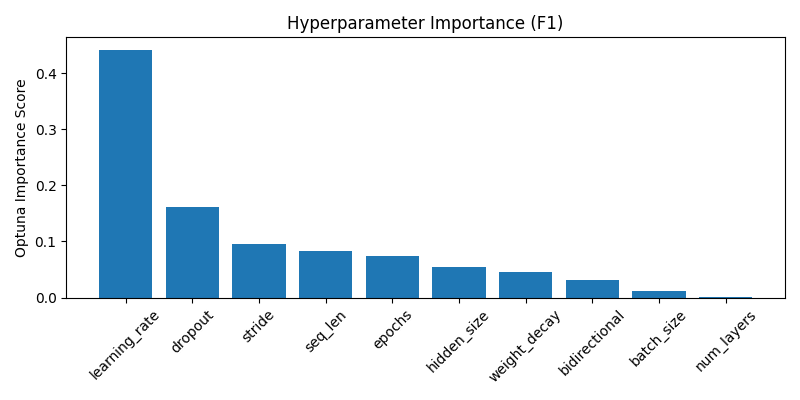 Hyperparameter Importance (F1)
Optuna Importance Score
0.4
0.3
0.2
0.1
0.0
learning_rate
dropout
stride
seq_len
epochs
hidden_size
weight_decay
bidirectional
batch_size
num_layers